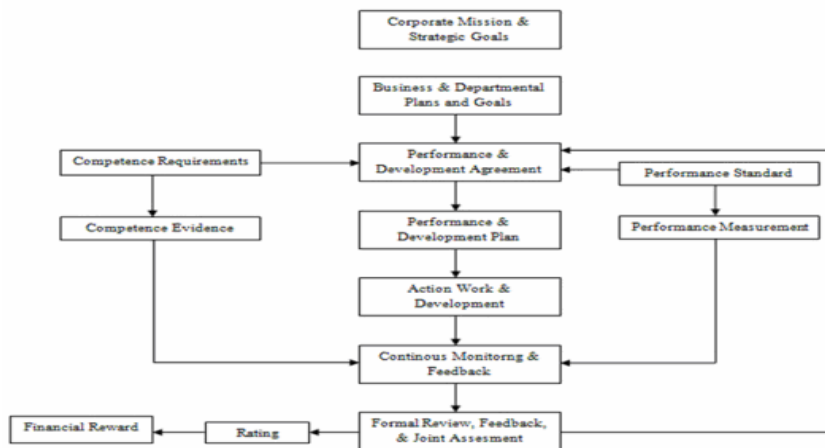 Corporate Mission &
Strategic Goals
Business & Departmental
Plans and Goals
Competence Requirements
Performance &
Development Agreement
Performance Standard
Competence Evidence
Performance &
Development Plan
Performance Measurement
Action Work &
Development
Continous Monitorng &
Feedback
Financial Reward
Rating
Formal Review, Feedback,
& Joint Assesment